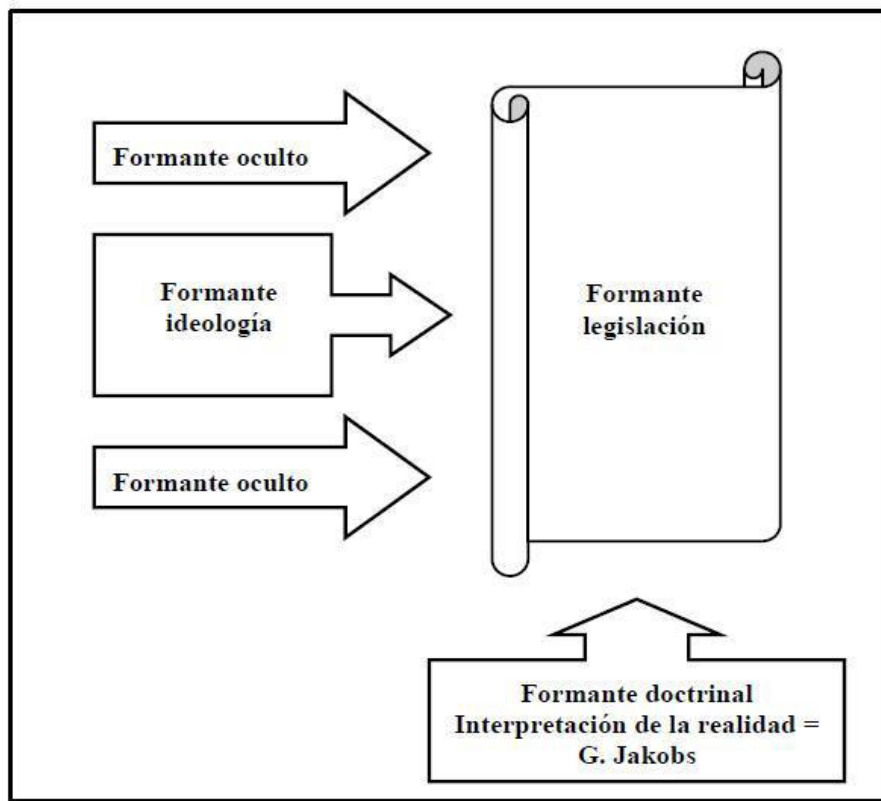 Formante oculto
Formante
ideología
Formante
legislación
Formante oculto
Formante doctrinal
Interpretación de la realidad =
G. Jakobs